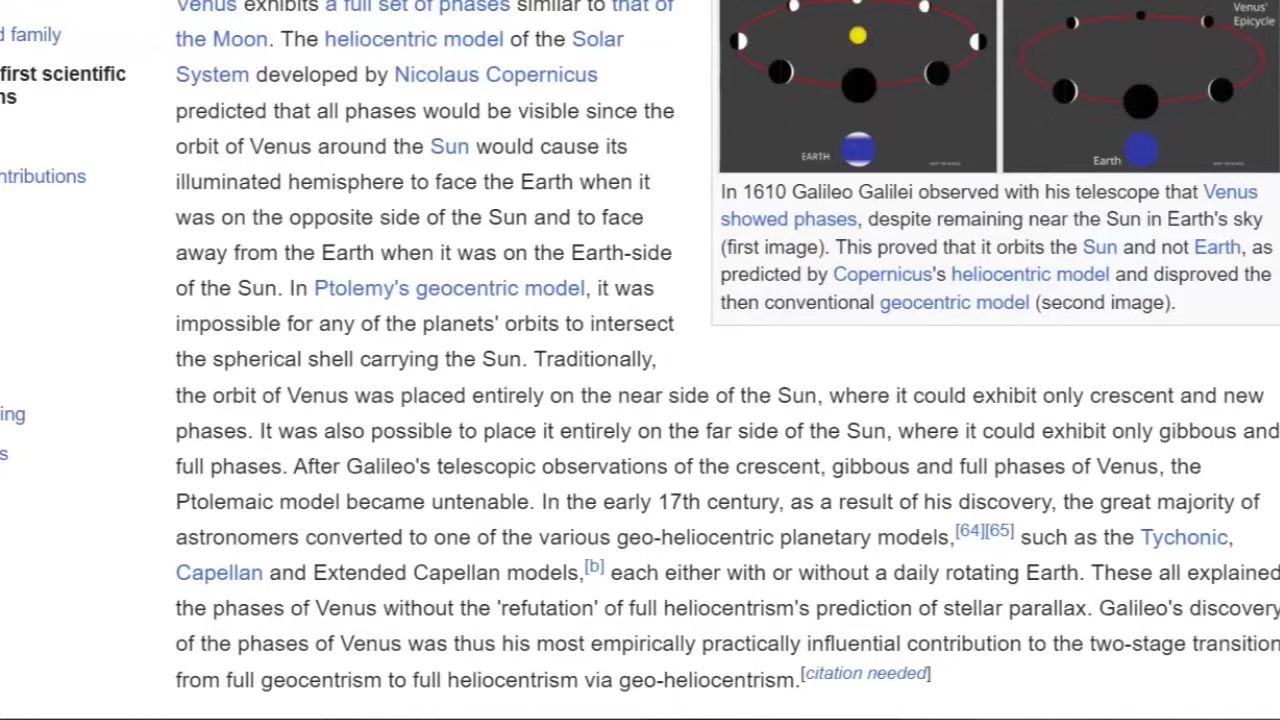 d family
first scientific
ns
ntributions
ing
s
Venus exhibits a full set of phases similar to that of
the Moon. The heliocentric model of the Solar
System developed by Nicolaus Copernicus
predicted that all phases would be visible since the
orbit of Venus around the Sun would cause its
illuminated hemisphere to face the Earth when it
was on the opposite side of the Sun and to face
away from the Earth when it was on the Earth-side
of the Sun. In Ptolemy's geocentric model, it was
impossible for any of the planets' orbits to intersect
the spherical shell carrying the Sun. Traditionally,
the orbit of Venus was placed entirely on the near side of the Sun, where it could exhibit only crescent and new
phases. It was also possible to place it entirely on the far side of the Sun, where it could exhibit only gibbous and
full phases. After Galileo's telescopic observations of the crescent, gibbous and full phases of Venus, the
Ptolemaic model became untenable. In the early 17th century, as a result of his discovery, the great majority of
astronomers converted to one of the various geo-heliocentric planetary models,[64][65] such as the Tychonic,
Capellan and Extended Capellan models,[b] each either with or without a daily rotating Earth. These all explained
the phases of Venus without the 'refutation' of full heliocentrism's prediction of stellar parallax. Galileo's discovery
of the phases of Venus was thus his most empirically practically influential contribution to the two-stage transition
from full geocentrism to full heliocentrism via geo-heliocentrism.[citation needed]
Venus'
Epicycle
EARTH
Earth
In 1610 Galileo Galilei observed with his telescope that Venus
showed phases, despite remaining near the Sun in Earth's sky
(first image). This proved that it orbits the Sun and not Earth, as
predicted by Copernicus's heliocentric model and disproved the
then conventional geocentric model (second image).